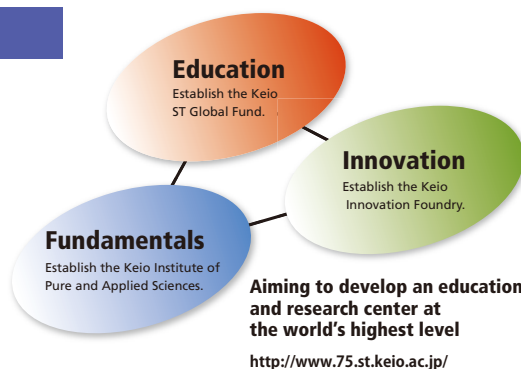 Education
Establish the Keio
ST Global Fund.
Innovation
Establish the Keio
Innovation Foundry.
Fundamentals
Establish the Keio Institute of
Pure and Applied Sciences.
Aiming to develop an education
and research center at
the world's highest level
http://www.75.st.keio.ac.jp/